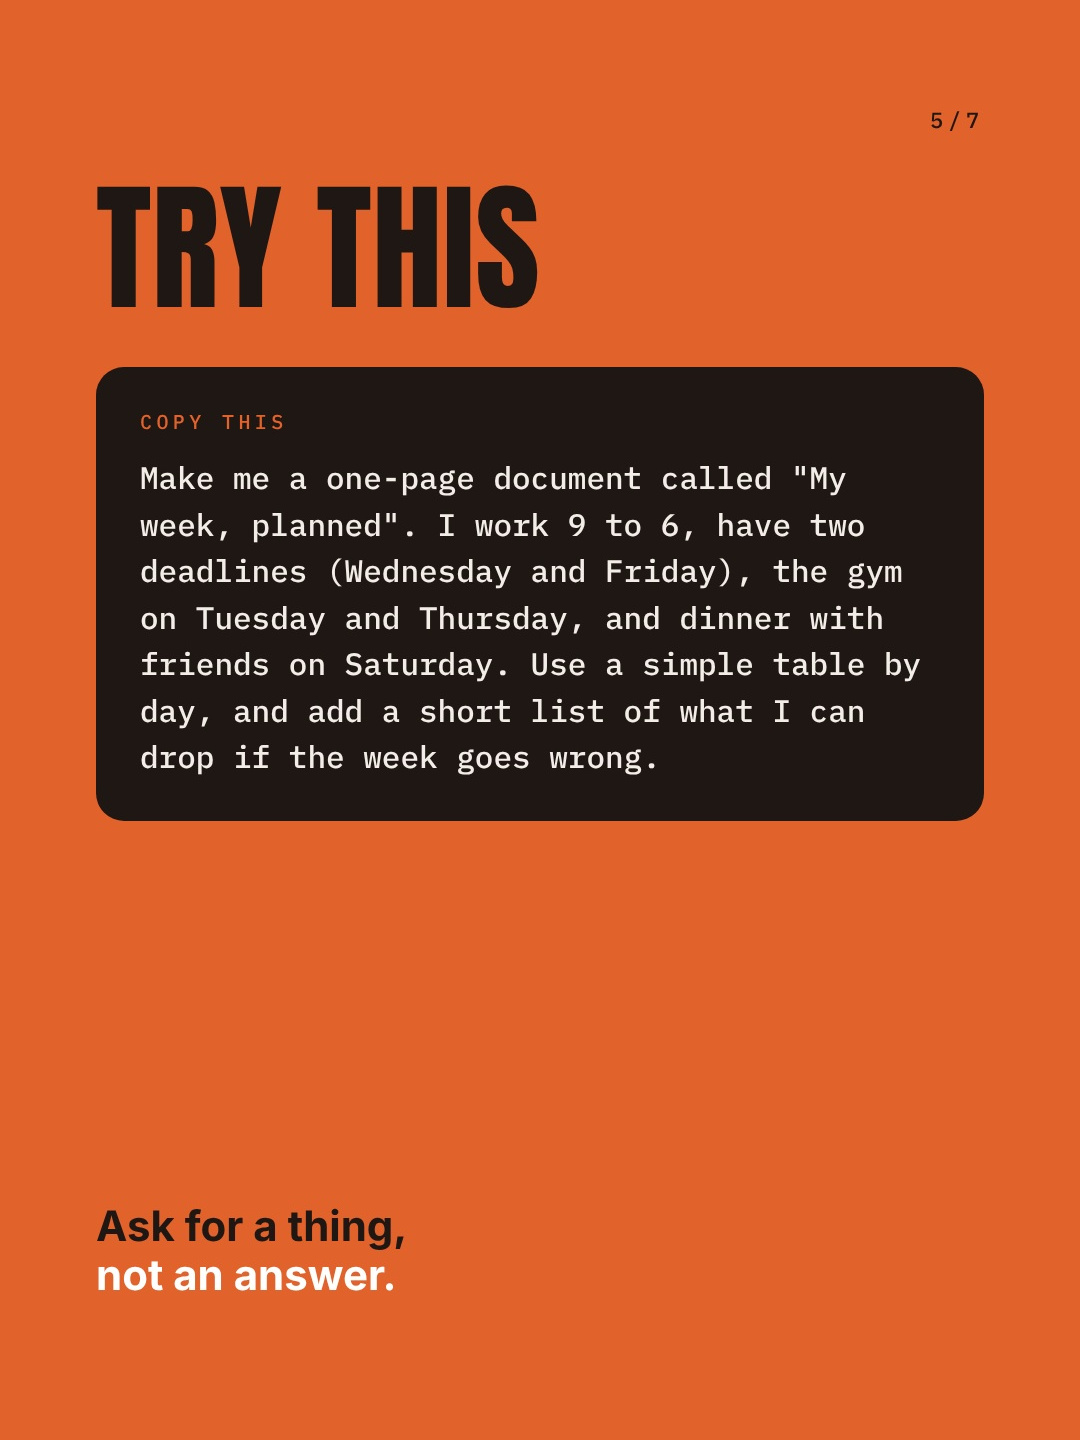 5/7
TRY THIS
COPY THIS
Make me a one-page document called "My
week, planned". I work 9 to 6, have two
deadlines (Wednesday and Friday), the gym
on Tuesday and Thursday, and dinner with
friends on Saturday. Use a simple table by
day, and add a short list of what I can
drop if the week goes wrong.
Ask for a thing,
not an answer.